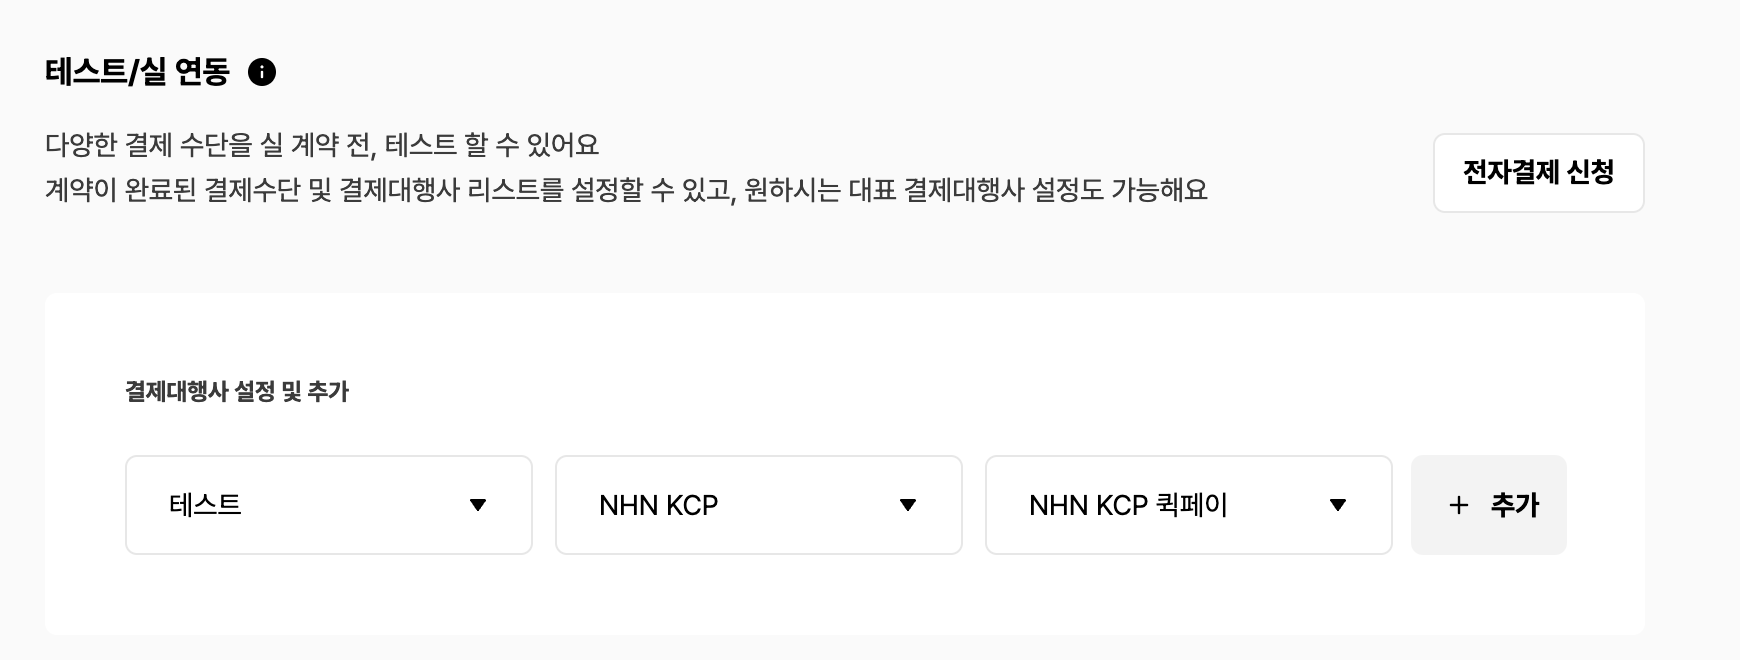 테스트/실 연동
다양한 결제 수단을 실 계약 전, 테스트 할 수 있어요
계약이 완료된 결제수단 및 결제대행사 리스트를 설정할 수 있고, 원하시는 대표 결제대행사 설정도 가능해요
전자결제 신청
결제대행사 설정 및 추가
테스트
NHN KCP
NHN KCP 퀵페이
+ 추가